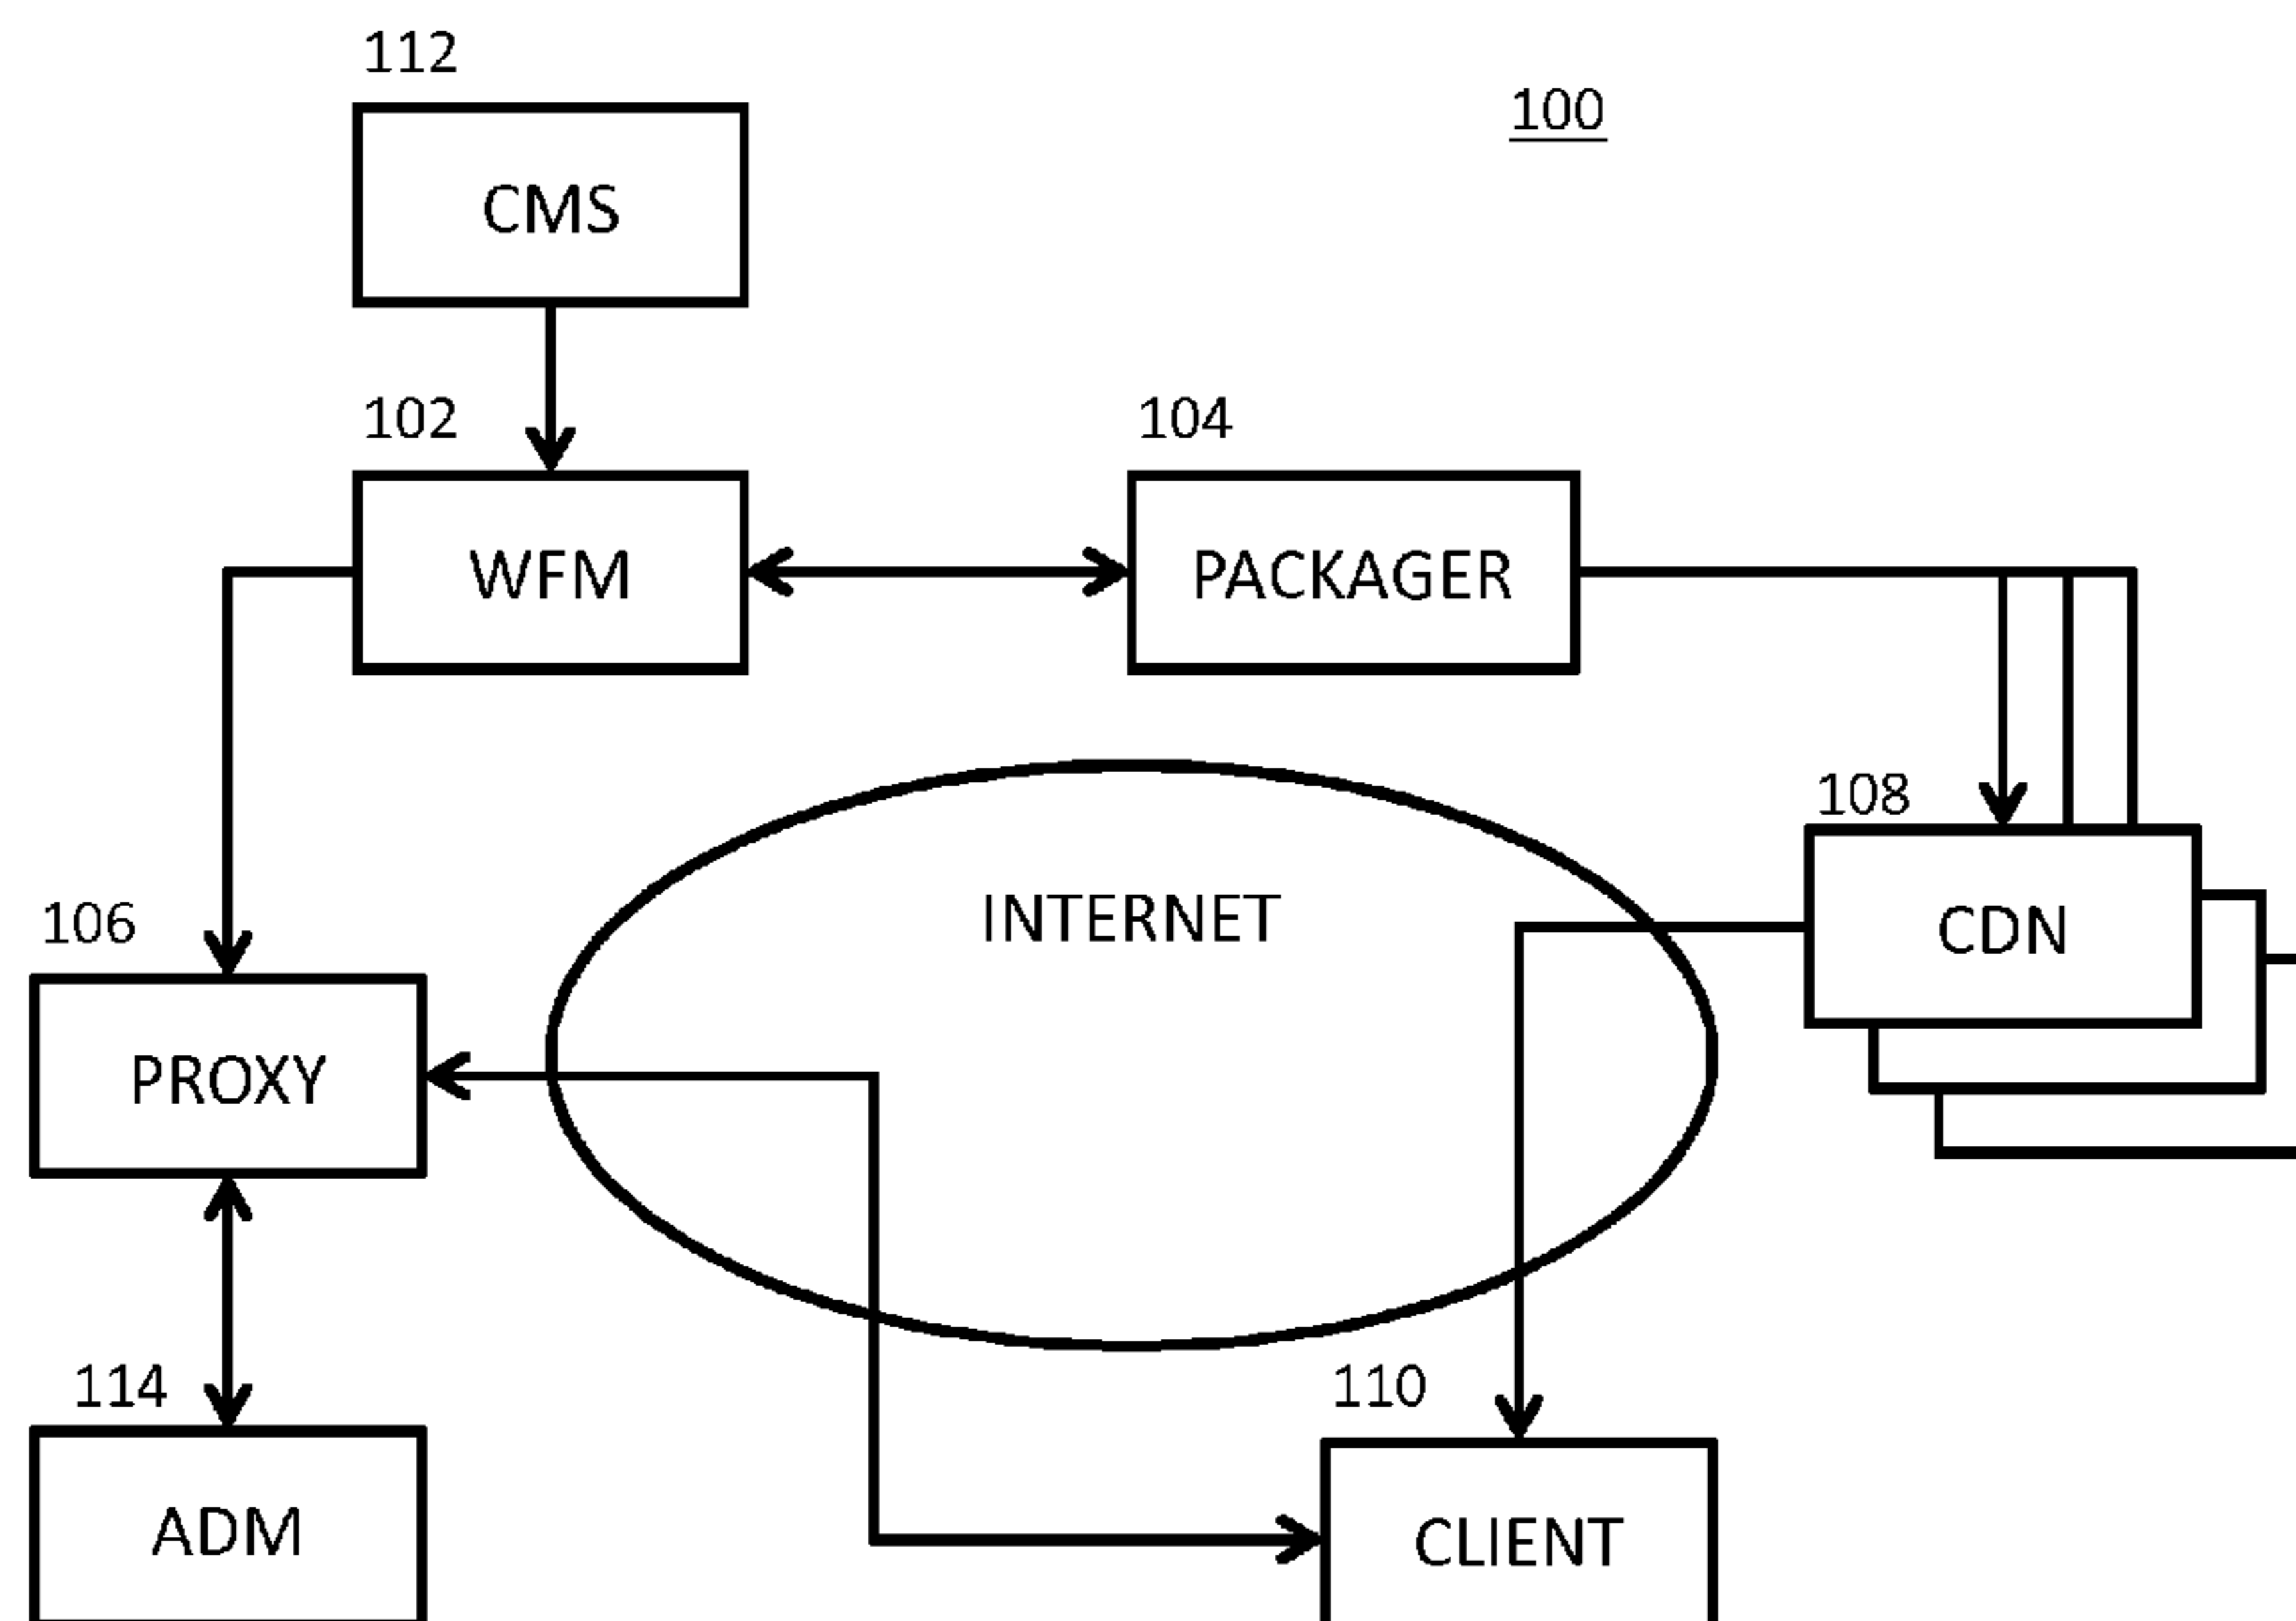 112
100
CMS
102
104
WFM
PACKAGER
108
106
INTERNET
CDN
PROXY
114
110
ADM
CLIENT